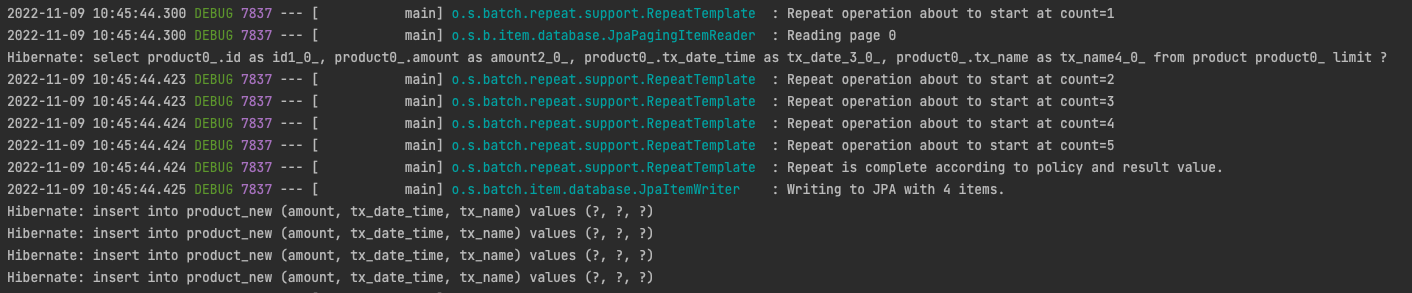 2022-11-09 10:45:44.300 DEBUG 7837 --- [           main] o.s.batch.repeat.support.RepeatTemplate  : Repeat operation about to start at count=1
2022-11-09 10:45:44.300 DEBUG 7837 --- [           main] o.s.b.item.database.JpaPagingItemReader  : Reading page 0
Hibernate: select product0_.id as id1_0_, product0_.amount as amount2_0_, product0_.tx_date_time as tx_date_3_0_, product0_.tx_name as tx_name4_0_ from product product0_ limit ?
2022-11-09 10:45:44.423 DEBUG 7837 --- [           main] o.s.batch.repeat.support.RepeatTemplate  : Repeat operation about to start at count=2
2022-11-09 10:45:44.423 DEBUG 7837 --- [           main] o.s.batch.repeat.support.RepeatTemplate  : Repeat operation about to start at count=3
2022-11-09 10:45:44.424 DEBUG 7837 --- [           main] o.s.batch.repeat.support.RepeatTemplate  : Repeat operation about to start at count=4
2022-11-09 10:45:44.424 DEBUG 7837 --- [           main] o.s.batch.repeat.support.RepeatTemplate  : Repeat operation about to start at count=5
2022-11-09 10:45:44.424 DEBUG 7837 --- [           main] o.s.batch.repeat.support.RepeatTemplate  : Repeat is complete according to policy and result value.
2022-11-09 10:45:44.425 DEBUG 7837 --- [           main] o.s.batch.item.database.JpaItemWriter    : Writing to JPA with 4 items.
Hibernate: insert into product_new (amount, tx_date_time, tx_name) values (?, ?, ?)
Hibernate: insert into product_new (amount, tx_date_time, tx_name) values (?, ?, ?)
Hibernate: insert into product_new (amount, tx_date_time, tx_name) values (?, ?, ?)
Hibernate: insert into product_new (amount, tx_date_time, tx_name) values (?, ?, ?)